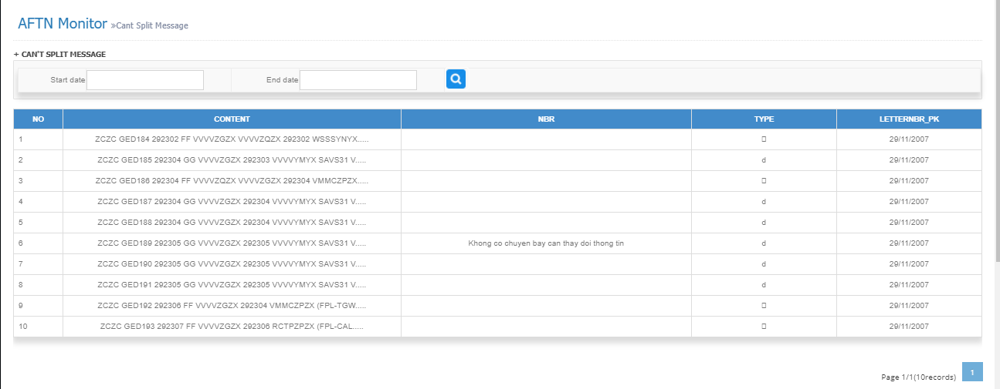 AFTN Monitor »Cant Split Message
+ CAN'T SPLIT MESSAGE
Start date End date
NO CONTENT NBR TYPE LETTERNBR_PK
1 ZCZC GED184 292302 FF VVVVZGZX VVVVZQZX 292302 WSSSYNYX..... 29/11/2007
2 ZCZC GED185 292304 GG VVVVZGZX 292303 VVVVYMYX SAVS31 V..... d 29/11/2007
3 ZCZC GED186 292304 FF VVVVZQZX VVVVZGZX 292304 VMMCZPZX..... 29/11/2007
4 ZCZC GED187 292304 GG VVVVZGZX 292304 VVVVYMYX SAVS31 V..... d 29/11/2007
5 ZCZC GED188 292304 GG VVVVZGZX 292304 VVVVYMYX SAVS31 V..... d 29/11/2007
6 ZCZC GED189 292305 GG VVVVZGZX 292305 VVVVYMYX SAVS31 V..... Khong co chuyen bay can thay doi thong tin d 29/11/2007
7 ZCZC GED190 292305 GG VVVVZGZX 292305 VVVVYMYX SAVS31 V..... d 29/11/2007
8 ZCZC GED191 292305 GG VVVVZGZX 292305 VVVVYMYX SAVS31 V..... d 29/11/2007
9 ZCZC GED192 292306 FF VVVVZGZX 292304 VMMCZPZX (FPL-TGW..... 29/11/2007
10 ZCZC GED193 292307 FF VVVVZGZX 292306 RCTPZPZX (FPL-CAL..... 29/11/2007
Page 1/1(10records) 1